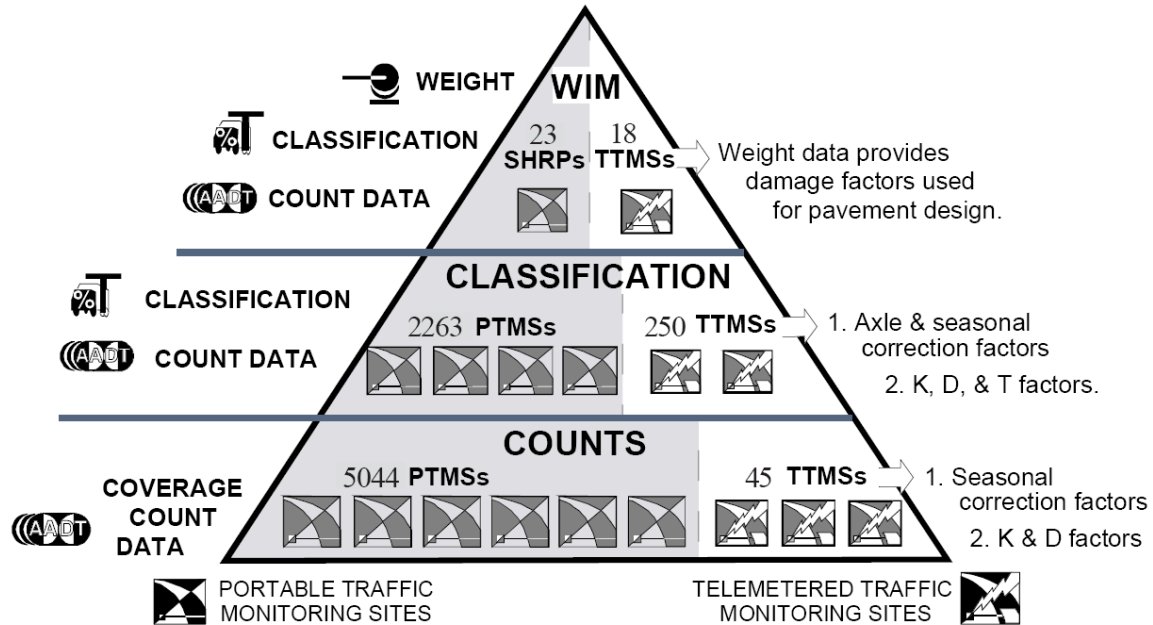 WEIGHT
WIM
%T CLASSIFICATION
23
SHRPs
18
TTMSs
Weight data provides
damage factors used
for pavement design.
AADT COUNT DATA
CLASSIFICATION
%T CLASSIFICATION
2263 PTMSs
250 TTMSs
1. Axle & seasonal
correction factors
2. K, D, & T factors.
AADT COUNT DATA
COUNTS
5044 PTMSs
45 TTMSs
1. Seasonal
correction factors
2. K & D factors
AADT
COVERAGE
COUNT
DATA
PORTABLE TRAFFIC
MONITORING SITES
TELEMETERED TRAFFIC
MONITORING SITES